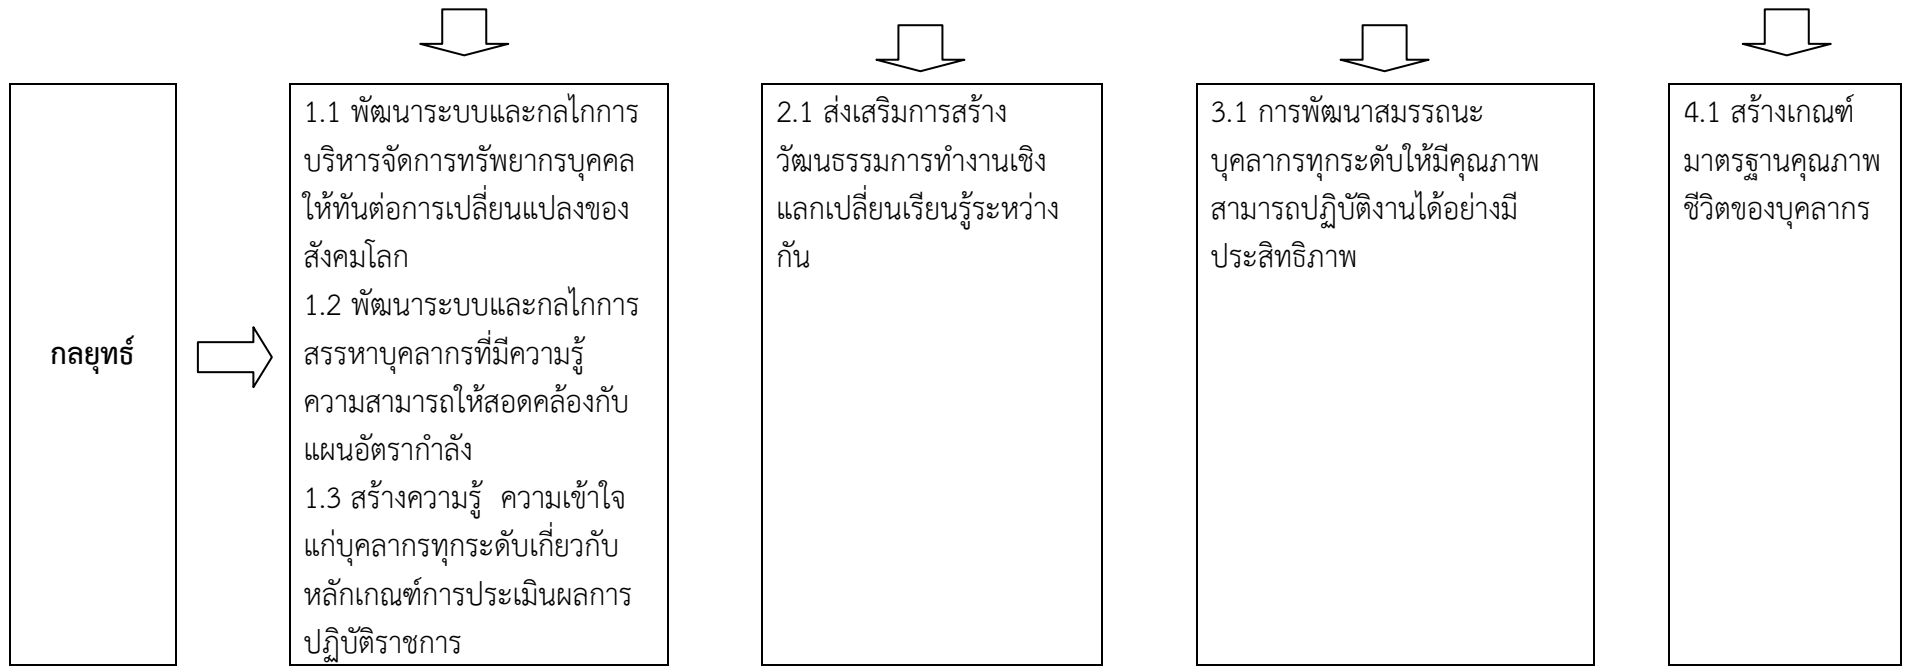 กลยุทธ์
1.1 พัฒนาระบบและกลไกการ
บริหารจัดการทรัพยากรบุคคล
ให้ทันต่อการเปลี่ยนแปลงของ
สังคมโลก
1.2 พัฒนาระบบและกลไกการ
สรรหาบุคลากรที่มีความรู้
ความสามารถให้สอดคล้องกับ
แผนอัตรากำลัง
1.3 สร้างความรู้ ความเข้าใจ
แก่บุคลากรทุกระดับเกี่ยวกับ
หลักเกณฑ์การประเมินผลการ
ปฏิบัติราชการ
2.1 ส่งเสริมการสร้าง
วัฒนธรรมการทำงานเชิง
แลกเปลี่ยนเรียนรู้ระหว่าง
กัน
3.1 การพัฒนาสมรรถนะ
บุคลากรทุกระดับให้มีคุณภาพ
สามารถปฏิบัติงานได้อย่างมี
ประสิทธิภาพ
4.1 สร้างเกณฑ์
มาตรฐานคุณภาพ
ชีวิตของบุคลากร